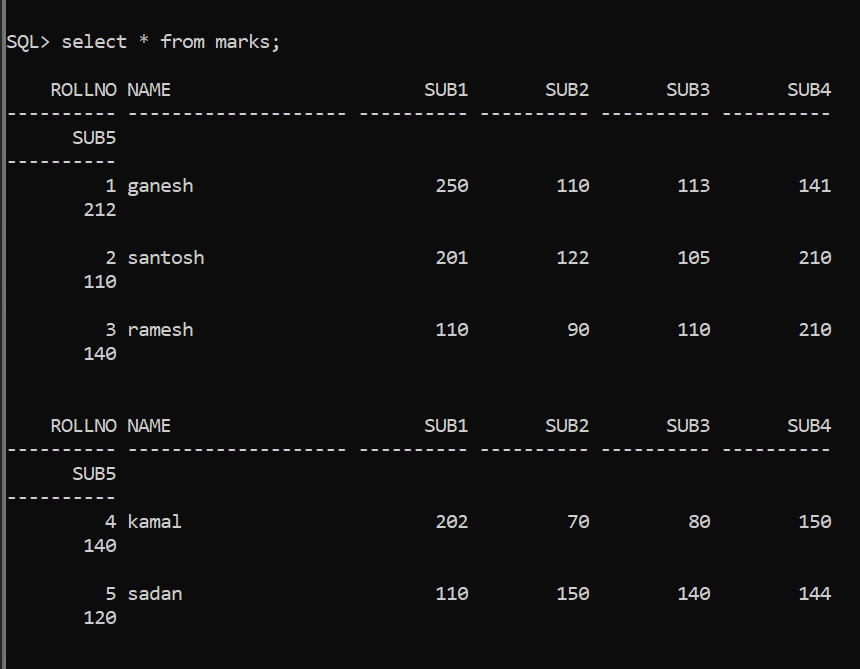 SQL> select * from marks;
ROLLNO NAME SUB1 SUB2 SUB3 SUB4
---------- -------------------- ---------- ---------- ---------- ----------
SUB5
----------
1 ganesh 250 110 113 141
212
2 santosh 201 122 105 210
110
3 ramesh 110 90 110 210
140
ROLLNO NAME SUB1 SUB2 SUB3 SUB4
---------- -------------------- ---------- ---------- ---------- ----------
SUB5
----------
4 kamal 202 70 80 150
140
5 sadan 110 150 140 144
120